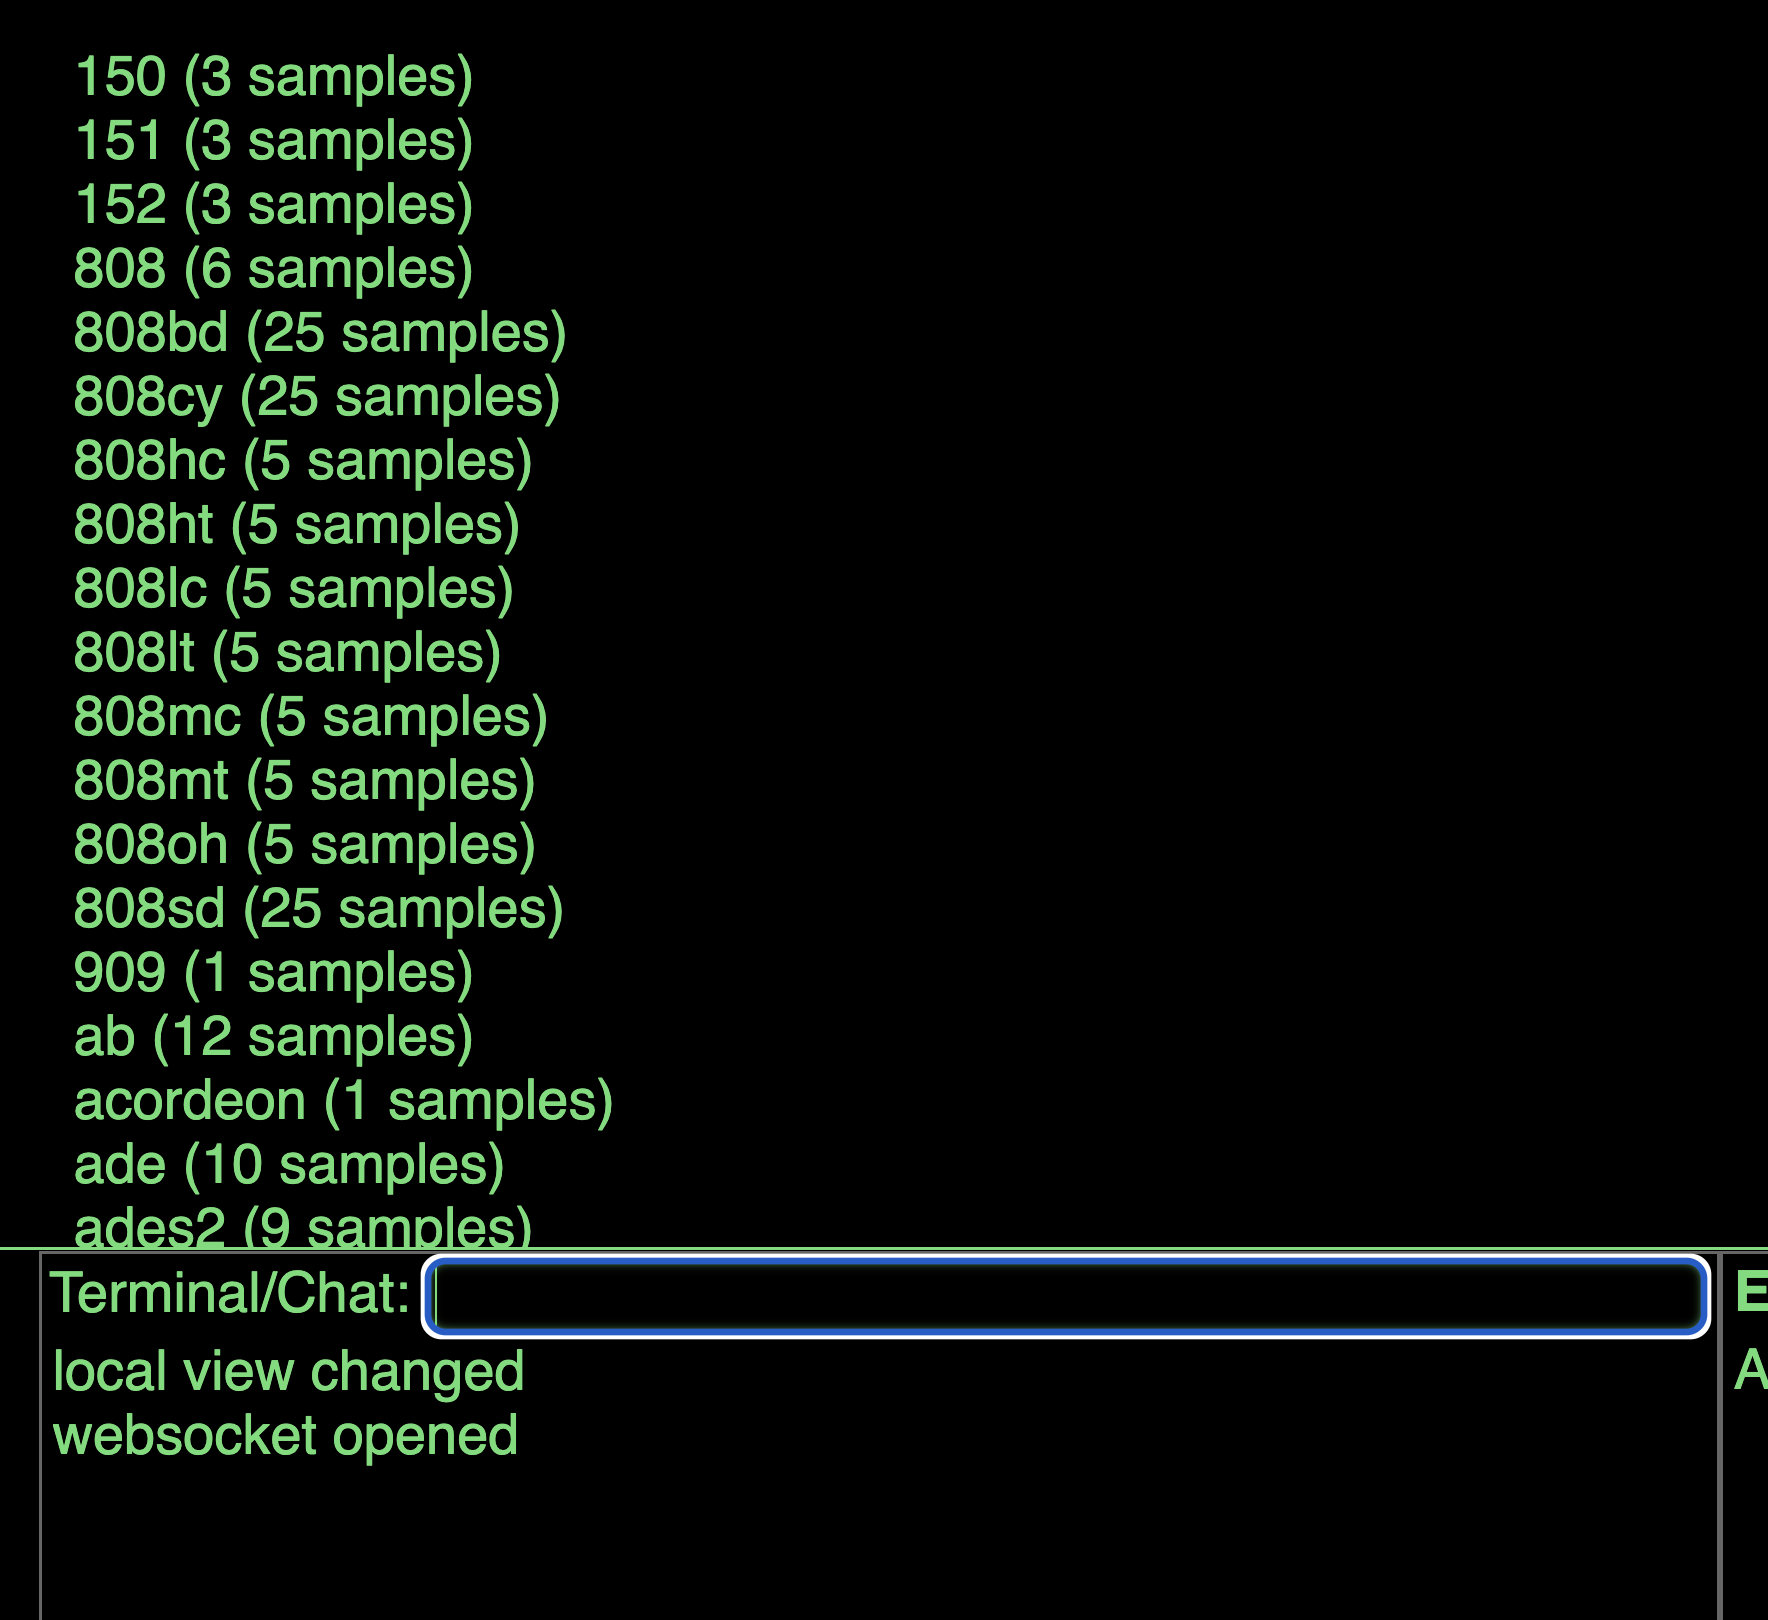 150 (3 samples)
151 (3 samples)
152 (3 samples)
808 (6 samples)
808bd (25 samples)
808cy (25 samples)
808hc (5 samples)
808ht (5 samples)
808lc (5 samples)
808lt (5 samples)
808mc (5 samples)
808mt (5 samples)
808oh (5 samples)
808sd (25 samples)
909 (1 samples)
ab (12 samples)
acordeon (1 samples)
ade (10 samples)
ades2 (9 samples)
Terminal/Chat:
local view changed
websocket opened